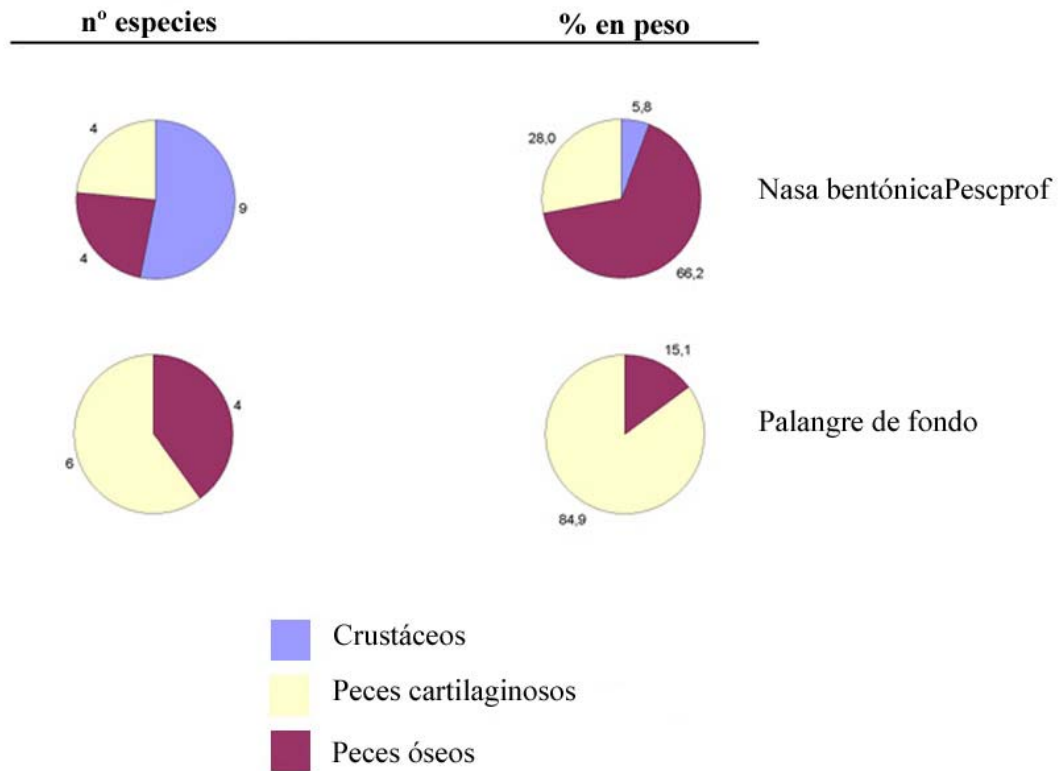 nº especies
% en peso
4
9
4
5,8
28,0
66,2
Nasa bentónicaPescprof
4
6
15,1
84,9
Palangre de fondo
Crustáceos
Peces cartilaginosos
Peces óseos